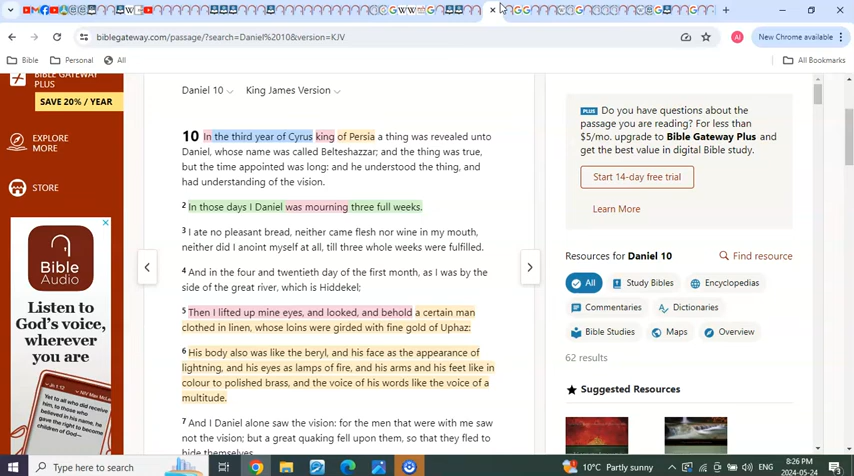 biblegateway.com/passage/?search=Daniel%2010&version=KJV
New Chrome available
Bible
Personal
All
All Bookmarks
BIBLE GATEWAY
PLUS
SAVE 20% / YEAR
EXPLORE
MORE
STORE
Bible
Audio
Listen to
God's voice,
wherever
you are
Daniel 10
King James Version
10 In the third year of Cyrus king of Persia a thing was revealed unto
Daniel, whose name was called Belteshazzar; and the thing was true,
but the time appointed was long: and he understood the thing, and
had understanding of the vision.
2 In those days I Daniel was mourning three full weeks.
3 I ate no pleasant bread, neither came flesh nor wine in my mouth,
neither did I anoint myself at all, till three whole weeks were fulfilled.
4 And in the four and twentieth day of the first month, as I was by the
side of the great river, which is Hiddekel;
5 Then I lifted up mine eyes, and looked, and behold a certain man
clothed in linen, whose loins were girded with fine gold of Uphaz:
6 His body also was like the beryl, and his face as the appearance of
lightning, and his eyes as lamps of fire, and his arms and his feet like in
colour to polished brass, and the voice of his words like the voice of a
multitude.
7 And I Daniel alone saw the vision: for the men that were with me saw
not the vision; but a great quaking fell upon them, so that they fled to
hide themselves.
PLUS Do you have questions about the
passage you're reading? For less than
$5/mo. upgrade to Bible Gateway Plus and
get the best value in digital Bible study.
Start 14-day free trial
Learn More
Resources for Daniel 10
Find resource
All
Study Bibles
Encyclopedias
Commentaries
Dictionaries
Bible Studies
Maps
Overview
62 results
Suggested Resources
Type here to search
10°C Partly sunny
ENG
8:26 PM
2024-05-24